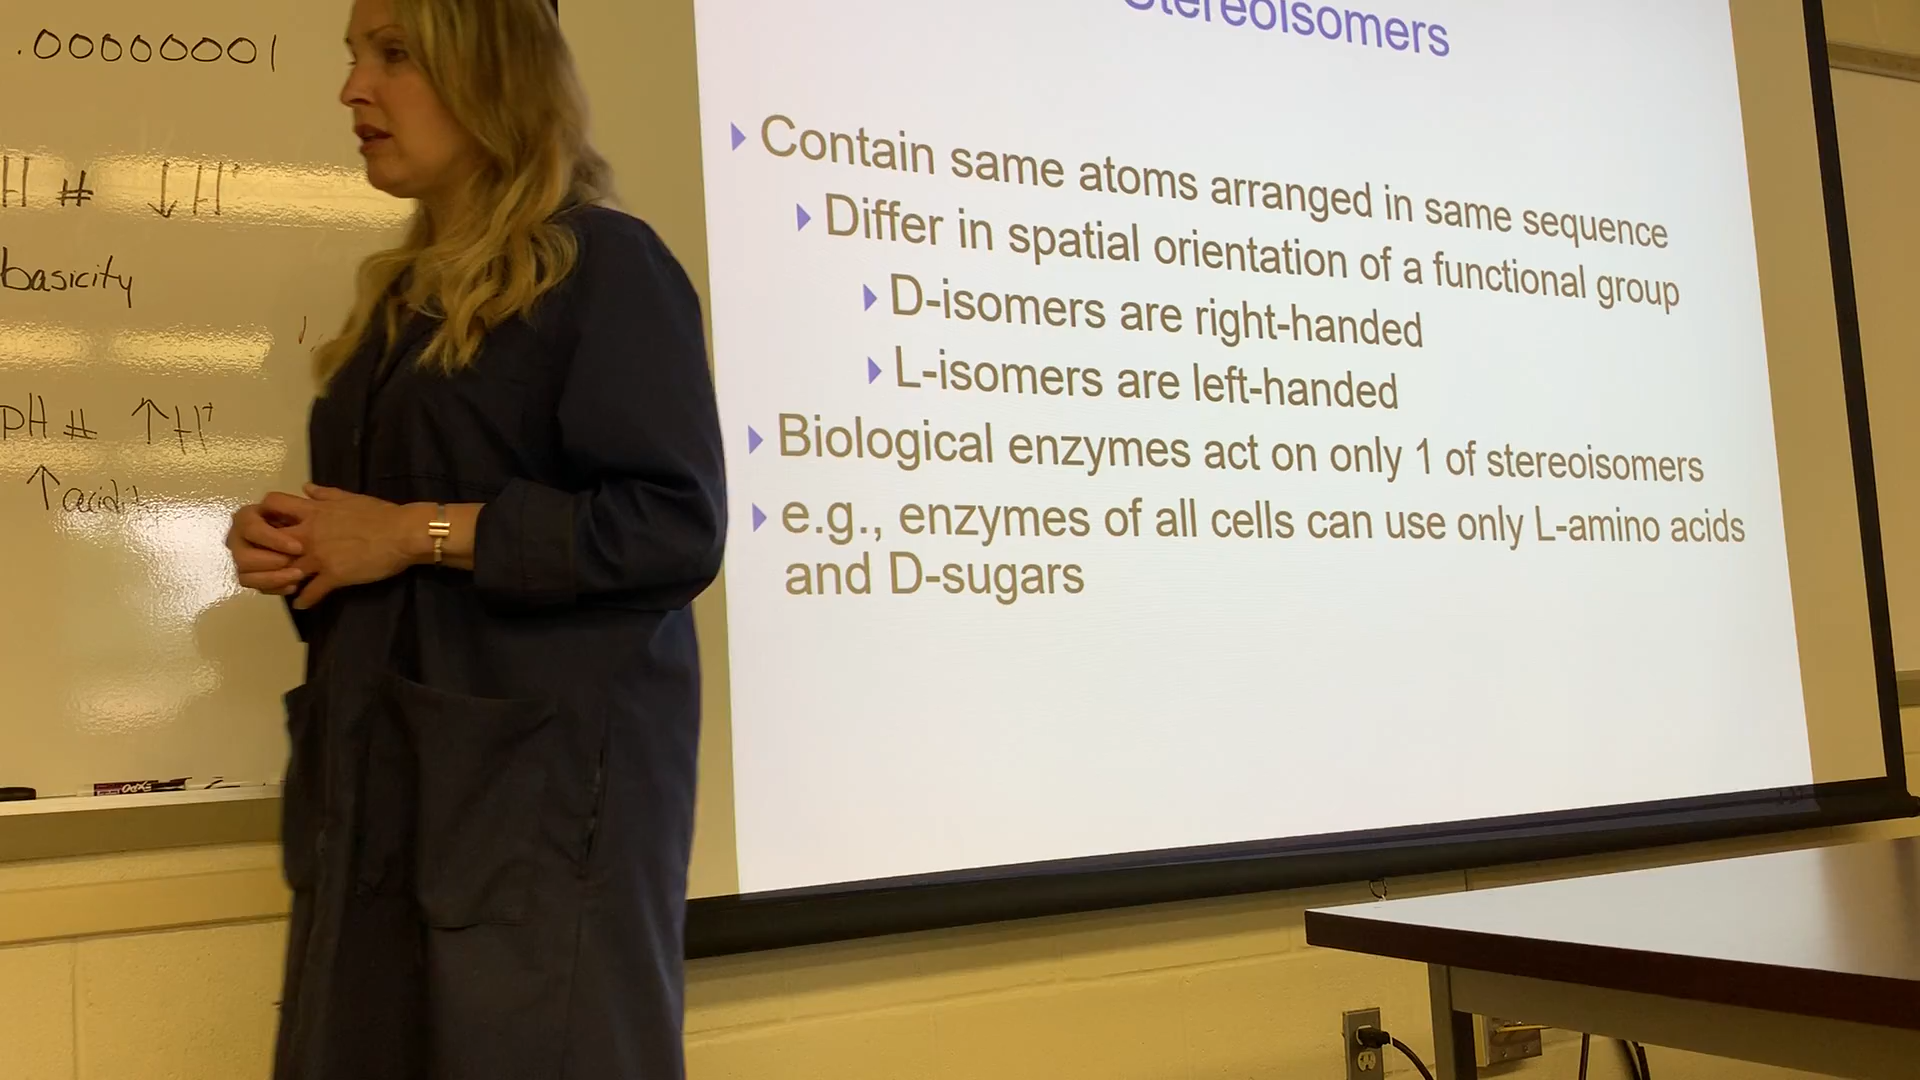 .00000001
H # ↓H+
basicity
pH # ↑H+
↑acidity
Stereoisomers
Contain same atoms arranged in same sequence
Differ in spatial orientation of a functional group
D-isomers are right-handed
L-isomers are left-handed
Biological enzymes act on only 1 of stereoisomers
e.g., enzymes of all cells can use only L-amino acids
and D-sugars